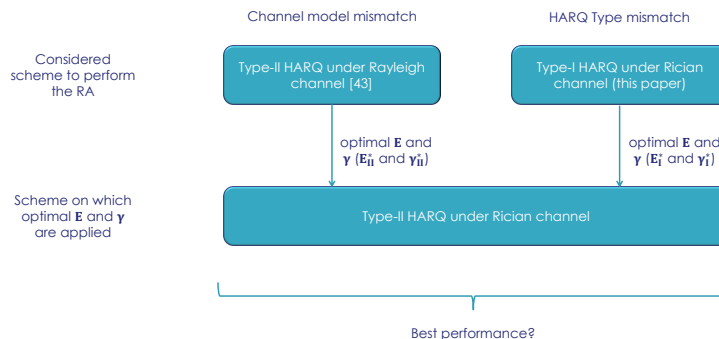 Channel model mismatch
HARQ Type mismatch
Considered
scheme to perform
the RA
Type-II HARQ under Rayleigh
channel [43]
Type-I HARQ under Rician
channel (this paper)
optimal E and
γ (E*II and γ*II)
optimal E and
γ (E*I and γ*I)
Scheme on which
optimal E and γ
are applied
Type-II HARQ under Rician channel
Best performance?